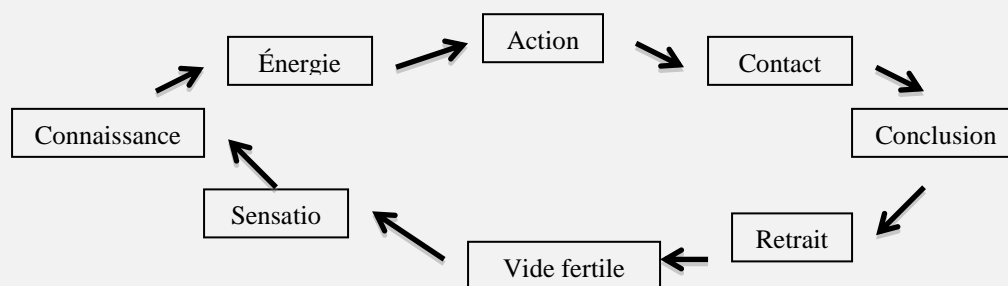 Action
Énergie
Contact
Connaissance
Conclusion
Sensatio
Retrait
Vide fertile